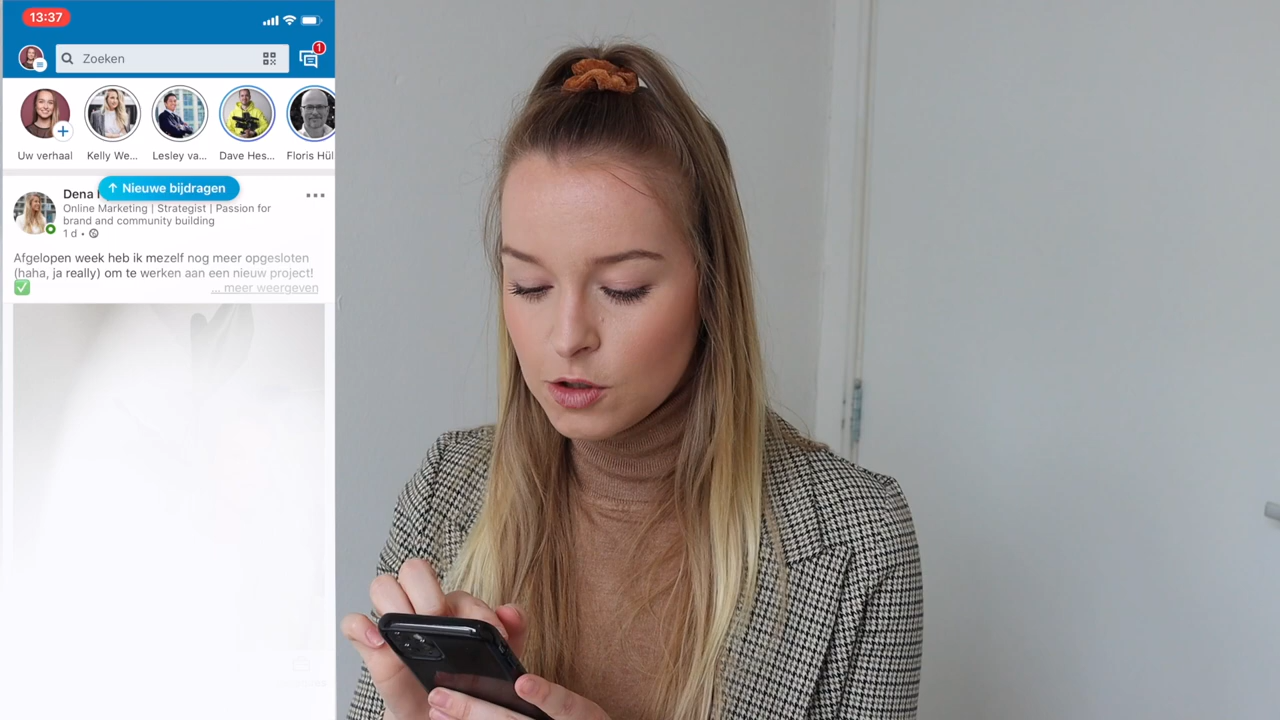 13:37
Zoeken
1
Uw verhaal
Kelly We...
Lesley va...
Dave Hes...
Floris Hül
Nieuwe bijdragen
Dena
Online Marketing | Strategist | Passion for
brand and community building
1 d •
Afgelopen week heb ik mezelf nog meer opgesloten
(haha, ja really) om te werken aan een nieuw project!
... meer weergeven